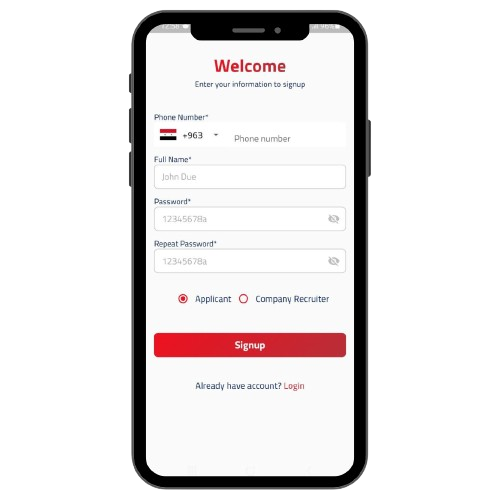 Welcome
Enter your information to signup
Phone Number*
+963 Phone number
Full Name*
John Due
Password*
12345678a
Repeat Password*
12345678a
Applicant Company Recruiter
Signup
Already have account? Login